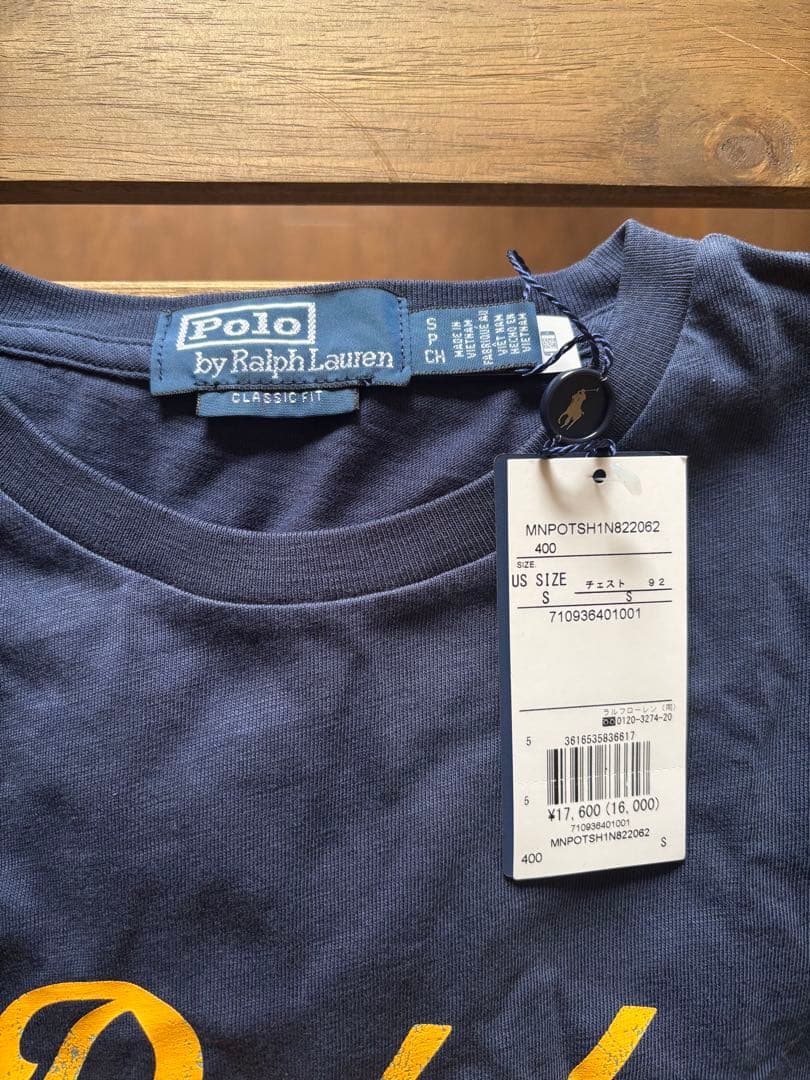 Polo
by Ralph Lauren
CLASSIC FIT
S
P
CH
MADE IN
VIETNAM
FABRIQUÉ AU
VIET NAM
HECHO EN
VIETNAM
MNPOTSH1N822062
400
SIZE.
US SIZE チェスト 92
S S
710936401001
ラルフローレン(周)
0120-3274-20
5 3616535836617
5
¥17,600(16,000)
710936401001
MNPOTSH1N822062
400 S